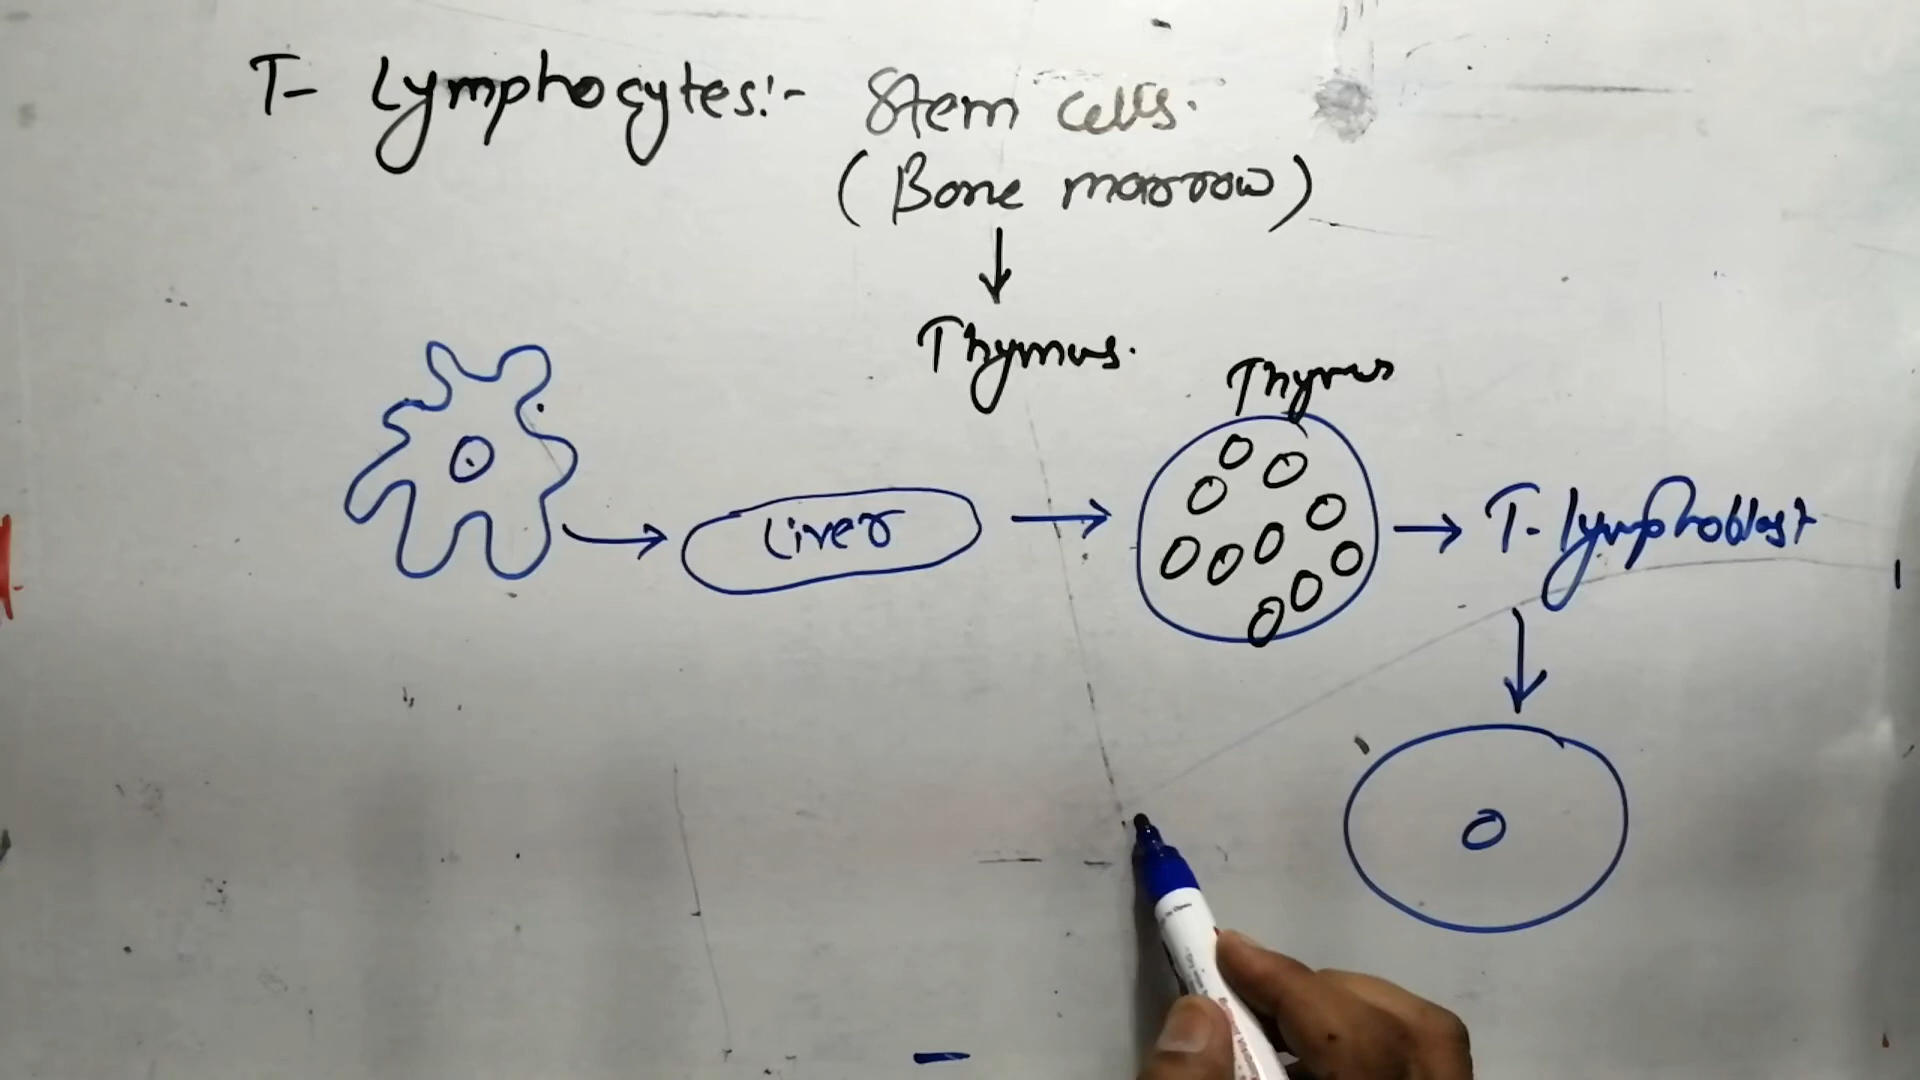 T- Lymphocytes:- Stem cells.
(Bone marrow)
Thymus.
Thymus
Liver
T- lymphoblast